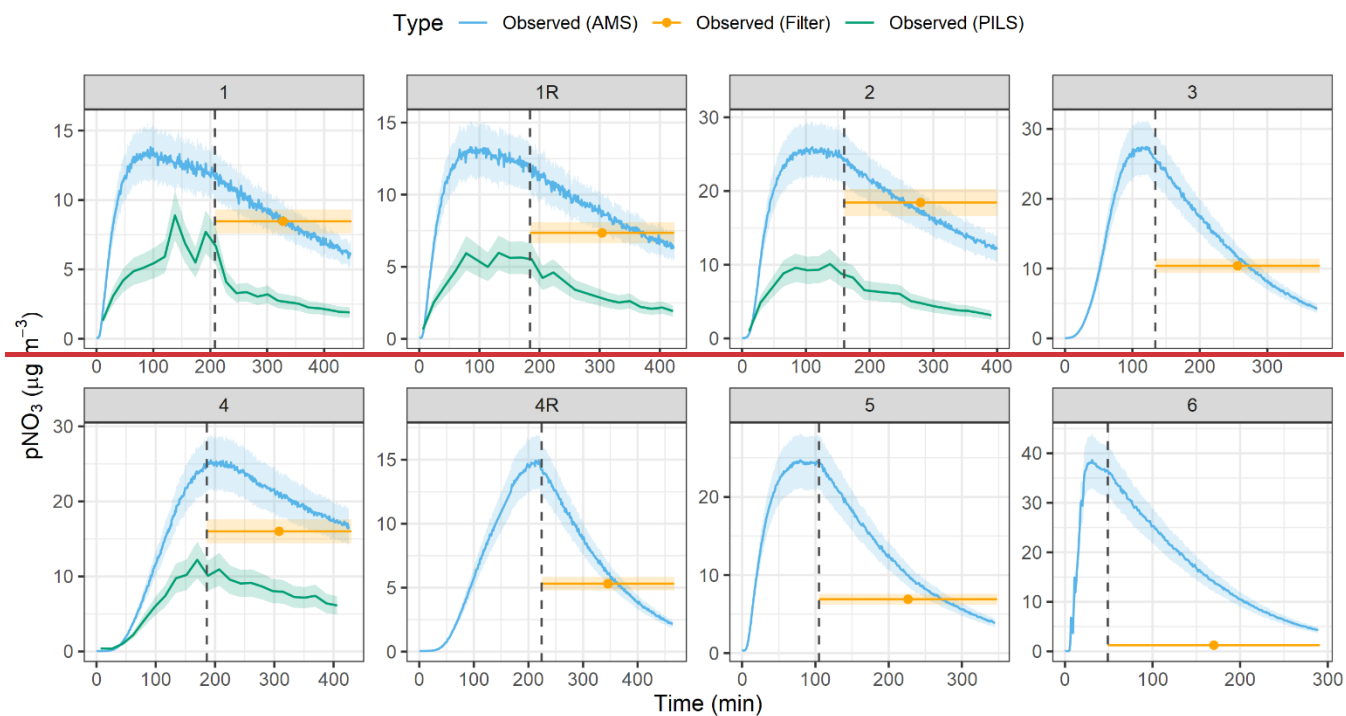 Type Observed (AMS) Observed (Filter) Observed (PILS)
1 1R 2 3
15 15 30 30
10 10 20 20
5 5 10 10
0 0 0 0
0 100 200 300 400 0 100 200 300 400 0 100 200 300 400 0 100 200 300
pNO₃ (µg m⁻³)
4 4R 5 6
30 15 20 40
20 10 10 30
10 5 0 20
0 0 10
0
0 100 200 300 400 0 100 200 300 400 0 100 200 300 0 100 200 300
Time (min)